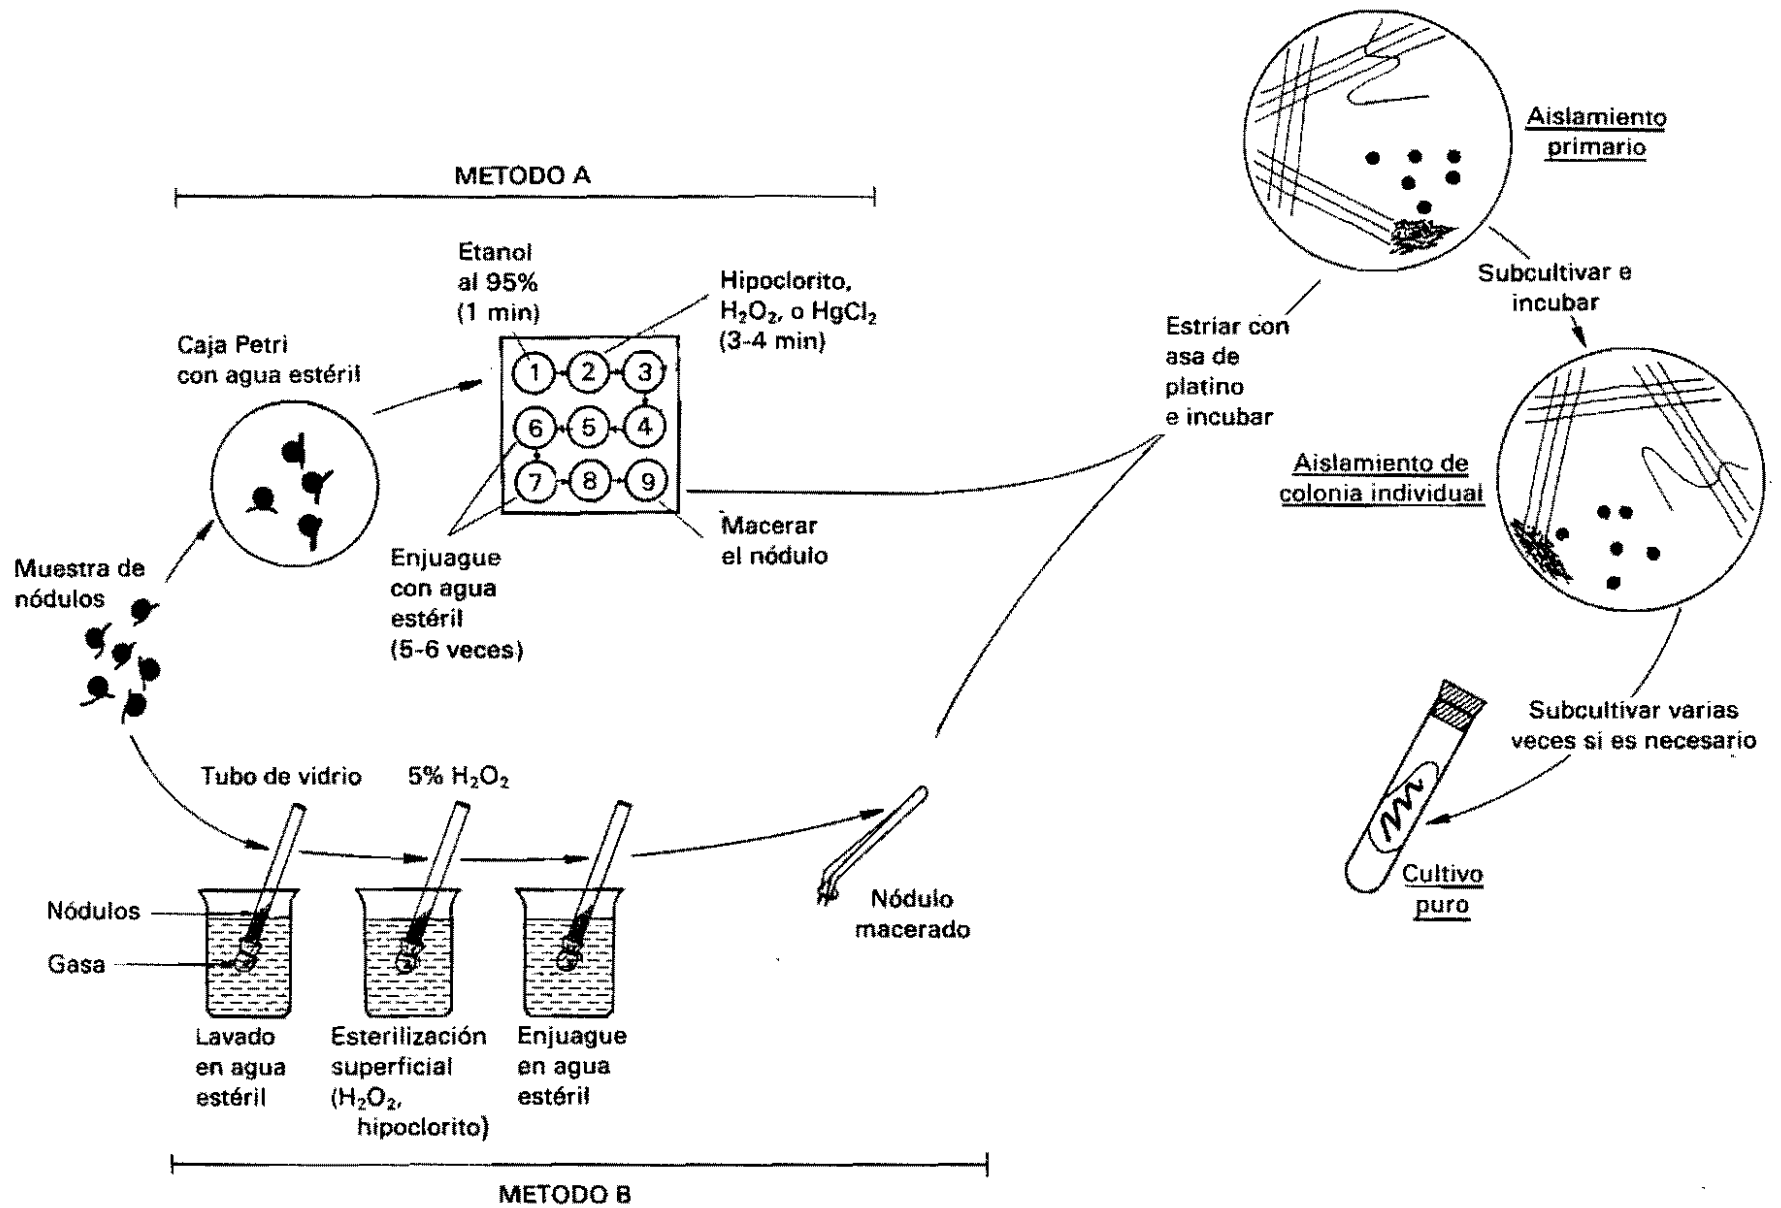 METODO A
Etanol
al 95%
(1 min)
Hipoclorito,
H₂O₂, o HgCl₂
(3-4 min)
Caja Petri
con agua estéril
1 2 3
6 5 4
7 8 9
Enjuague
con agua
estéril
(5-6 veces)
Macerar
el nódulo
Muestra de
nódulos
Tubo de vidrio
5% H₂O₂
Nódulos
Gasa
Lavado
en agua
estéril
Esterilización
superficial
(H₂O₂,
hipoclorito)
Enjuague
en agua
estéril
Nódulo
macerado
METODO B
Estriar con
asa de
platino
e incubar
Aislamiento
primario
Subcultivar e
incubar
Aislamiento de
colonia individual
Subcultivar varias
veces si es necesario
Cultivo
puro